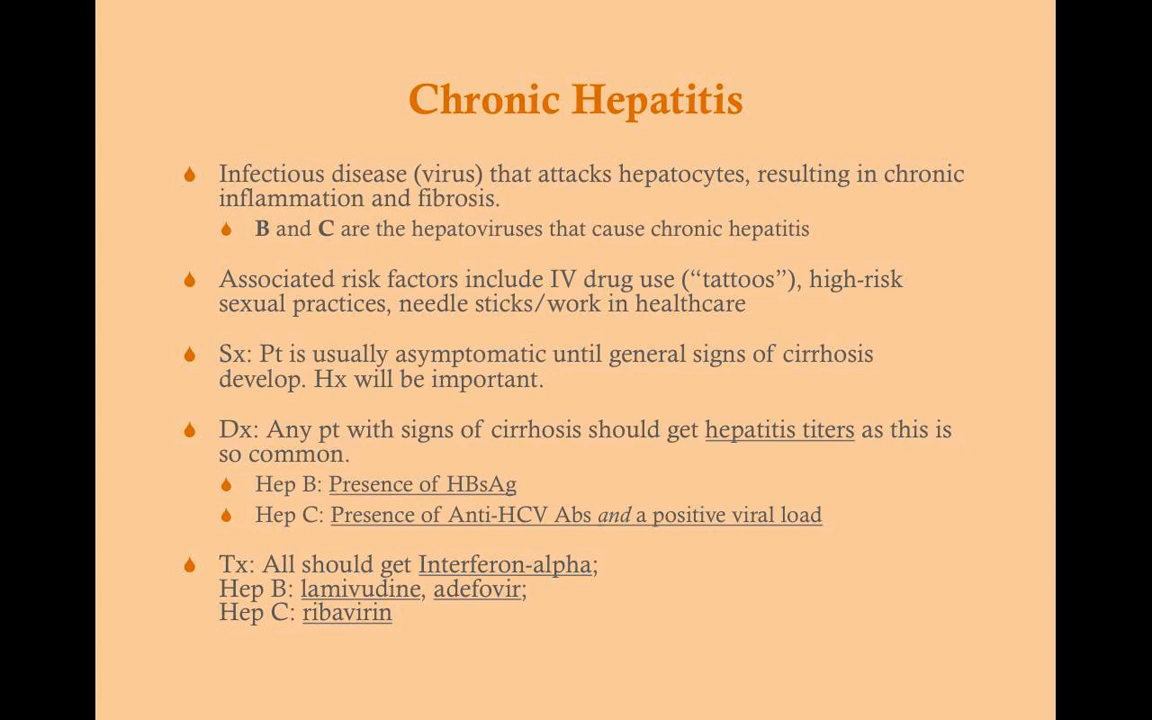 Chronic Hepatitis
Infectious disease (virus) that attacks hepatocytes, resulting in chronic
inflammation and fibrosis.
B and C are the hepatoviruses that cause chronic hepatitis
Associated risk factors include IV drug use (“tattoos”), high-risk
sexual practices, needle sticks/work in healthcare
Sx: Pt is usually asymptomatic until general signs of cirrhosis
develop. Hx will be important.
Dx: Any pt with signs of cirrhosis should get hepatitis titers as this is
so common.
Hep B: Presence of HBsAg
Hep C: Presence of Anti-HCV Abs and a positive viral load
Tx: All should get Interferon-alpha;
Hep B: lamivudine, adefovir;
Hep C: ribavirin